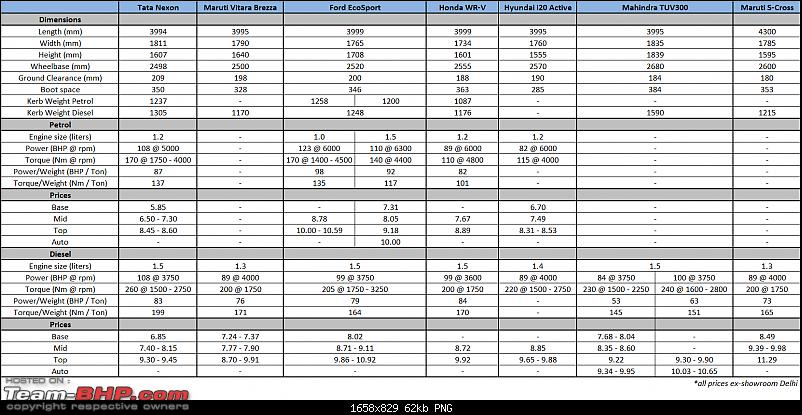 Tata Nexon Maruti Vitara Brezza Ford EcoSport Honda WR-V Hyundai I20 Active Mahindra TUV300 Maruti S-Cross
Dimensions
Length (mm) 3994 3995 3999 3999 3995 3995 4300
Width (mm) 1811 1790 1765 1734 1760 1835 1785
Height (mm) 1607 1640 1708 1601 1555 1839 1595
Wheelbase (mm) 2498 2500 2520 2555 2570 2680 2600
Ground Clearance (mm) 209 198 200 188 190 184 180
Boot space 350 328 346 363 285 384 353
Kerb Weight Petrol 1237 - 1258 1200 1087 - - -
Kerb Weight Diesel 1305 1170 1248 1176 - 1590 1215
Petrol
Engine size (liters) 1.2 - 1.0 1.5 1.2 1.2 - -
Power (BHP @ rpm) 108 @ 5000 - 123 @ 6000 110 @ 6300 89 @ 6000 82 @ 6000 - -
Torque (Nm @ rpm) 170 @ 1750 - 4000 - 170 @ 1400 - 4500 140 @ 4400 110 @ 4800 115 @ 4000 - -
Power/Weight (BHP / Ton) 87 - 98 92 82 - -
Torque/Weight (Nm / Ton) 137 - 135 117 101 - -
Prices
Base 5.85 - - 7.31 - 6.70 - -
Mid 6.50 - 7.30 - 8.78 8.05 7.67 7.49 - -
Top 8.45 - 8.60 - 10.00 - 10.59 9.18 8.89 8.31 - 8.53 - -
Auto - - - 10.00 - - - -
Diesel
Engine size (liters) 1.5 1.3 1.5 1.5 1.4 1.5 1.3
Power (BHP @ rpm) 108 @ 3750 89 @ 4000 99 @ 3750 99 @ 3600 89 @ 4000 84 @ 3750 100 @ 3750 89 @ 4000
Torque (Nm @ rpm) 260 @ 1500 - 2750 200 @ 1750 205 @ 1750 - 3250 200 @ 1750 220 @ 1500 - 2750 230 @ 1500 - 2250 240 @ 1600 - 2800 200 @ 1750
Power/Weight (BHP / Ton) 83 76 79 84 - 53 63 73
Torque/Weight (Nm / Ton) 199 171 164 170 - 145 151 165
Prices
Base 6.85 7.24 - 7.37 8.02 - - 7.68 - 8.04 - 8.49
Mid 7.40 - 8.15 7.77 - 7.90 8.71 - 9.11 8.72 8.85 8.35 - 8.60 - 9.39 - 9.98
Top 9.30 - 9.45 8.70 - 9.91 9.86 - 10.92 9.92 9.65 - 9.88 9.22 9.30 - 9.90 11.29
Auto - - - - - 9.34 - 9.95 10.03 - 10.65 -
*all prices ex-showroom Delhi
HOSTED ON :
Team-BHP.com
copyright respective owners
1658x829 62kb PNG